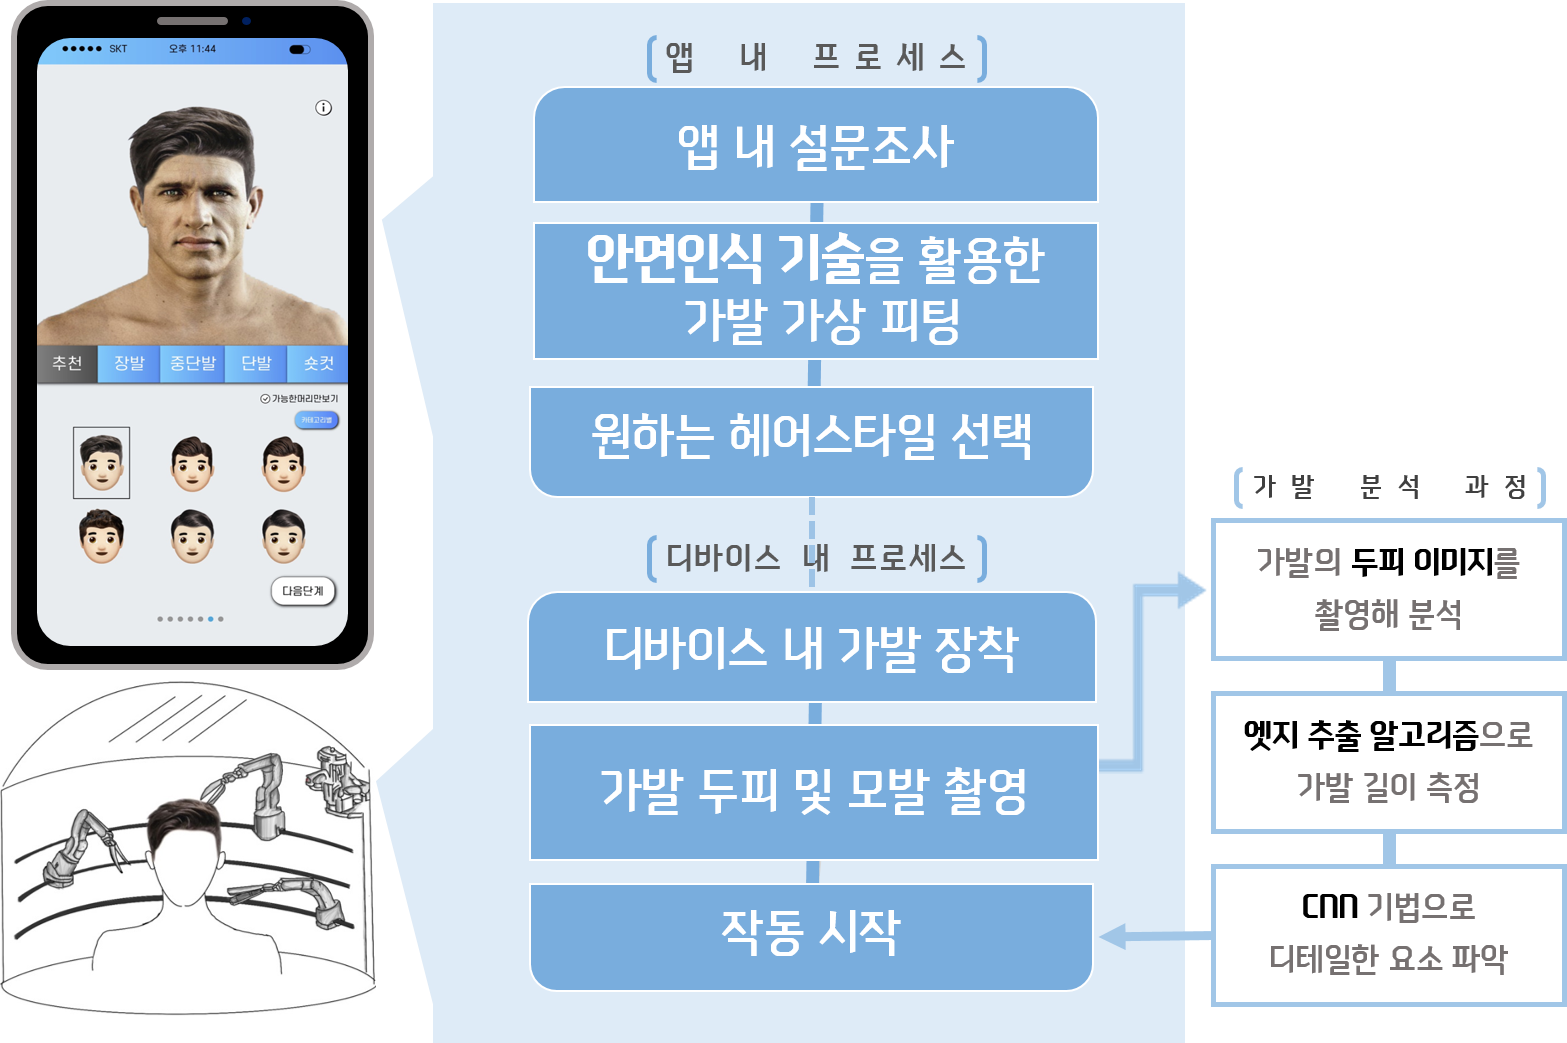 SKT 오후 11:44
추천 장발 중단발 단발 숏컷
가능한머리만보기
카테고리별
다음단계
[앱 내 프로세스]
앱 내 설문조사
안면인식 기술을 활용한
가발 가상 피팅
원하는 헤어스타일 선택
[디바이스 내 프로세스]
디바이스 내 가발 장착
가발 두피 및 모발 촬영
작동 시작
[가발 분석 과정]
가발의 두피 이미지를
촬영해 분석
엣지 추출 알고리즘으로
가발 길이 측정
CNN 기법으로
디테일한 요소 파악